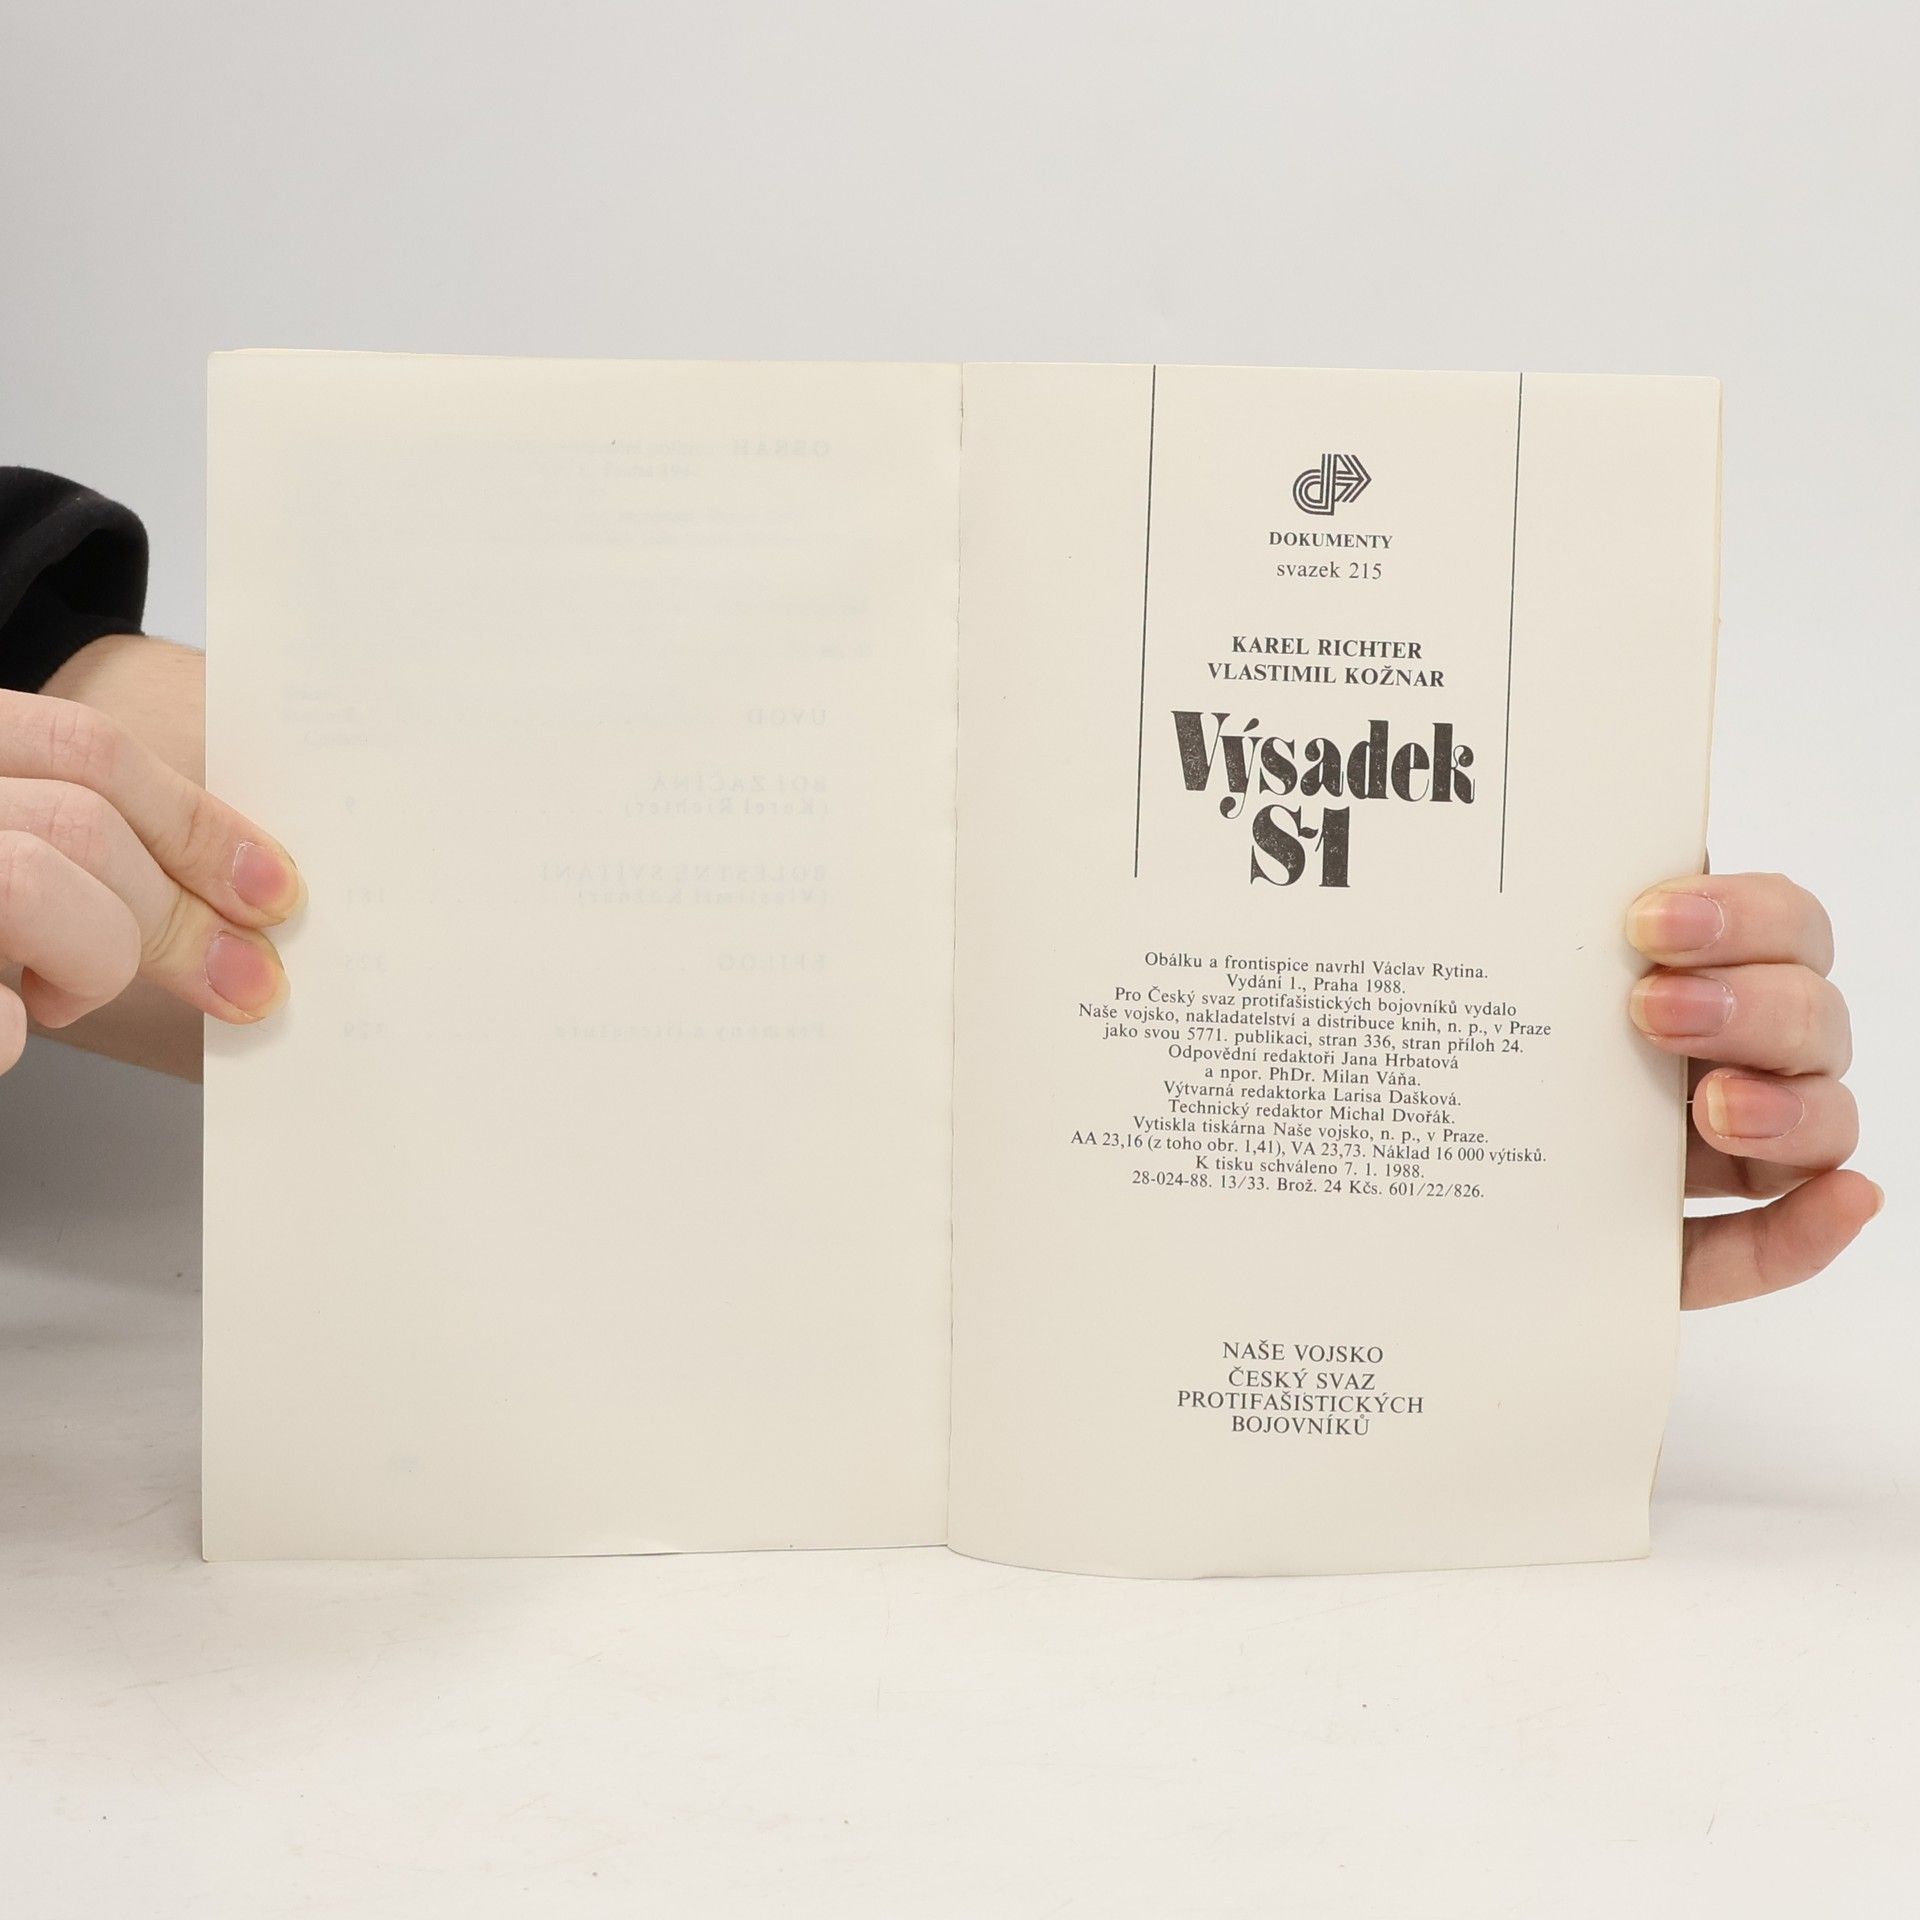 DOKUMENTY
svazek 215
KAREL RICHTER
VLASTIMIL KOŽNAR
Výsadek
S-1
Obálku a frontispice navrhl Václav Rytina.
Vydání 1., Praha 1988.
Pro Český svaz protifašistických bojovníků vydalo
Naše vojsko, nakladatelství a distribuce knih, n. p., v Praze
jako svou 5771. publikaci, stran 336, stran příloh 24.
Odpovědní redaktoři Jana Hrbatová
a npor. PhDr. Milan Váňa.
Výtvarná redaktorka Larisa Dašková.
Technický redaktor Michal Dvořák.
Vytiskla tiskárna Naše vojsko, n. p., v Praze.
AA 23,16 (z toho obr. 1,41), VA 23,73. Náklad 16 000 výtisků.
K tisku schváleno 7. 1. 1988.
28-024-88. 13/33. Brož. 24 Kčs. 601/22/826.
NAŠE VOJSKO
ČESKÝ SVAZ
PROTIFAŠISTICKÝCH
BOJOVNÍKŮ